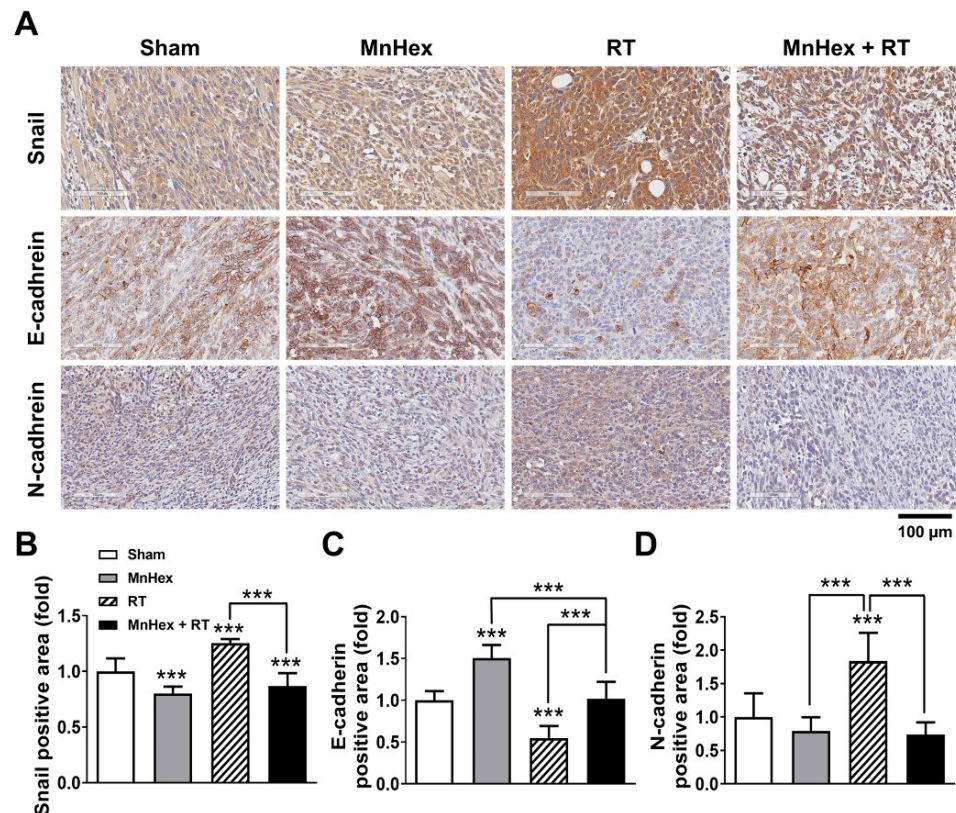 A
Sham
MnHex
RT
MnHex + RT
Snail
E-cadhrein
N-cadhrein
100 µm
B
Sham
MnHex
RT
MnHex + RT
Snail positive area (fold)
1.5
1.0
0.5
0.0
***
***
***
***
C
E-cadherin
positive area (fold)
2.0
1.5
1.0
0.5
0.0
***
***
***
***
D
N-cadherin
positive area (fold)
2.5
2.0
1.5
1.0
0.5
0.0
***
***
***